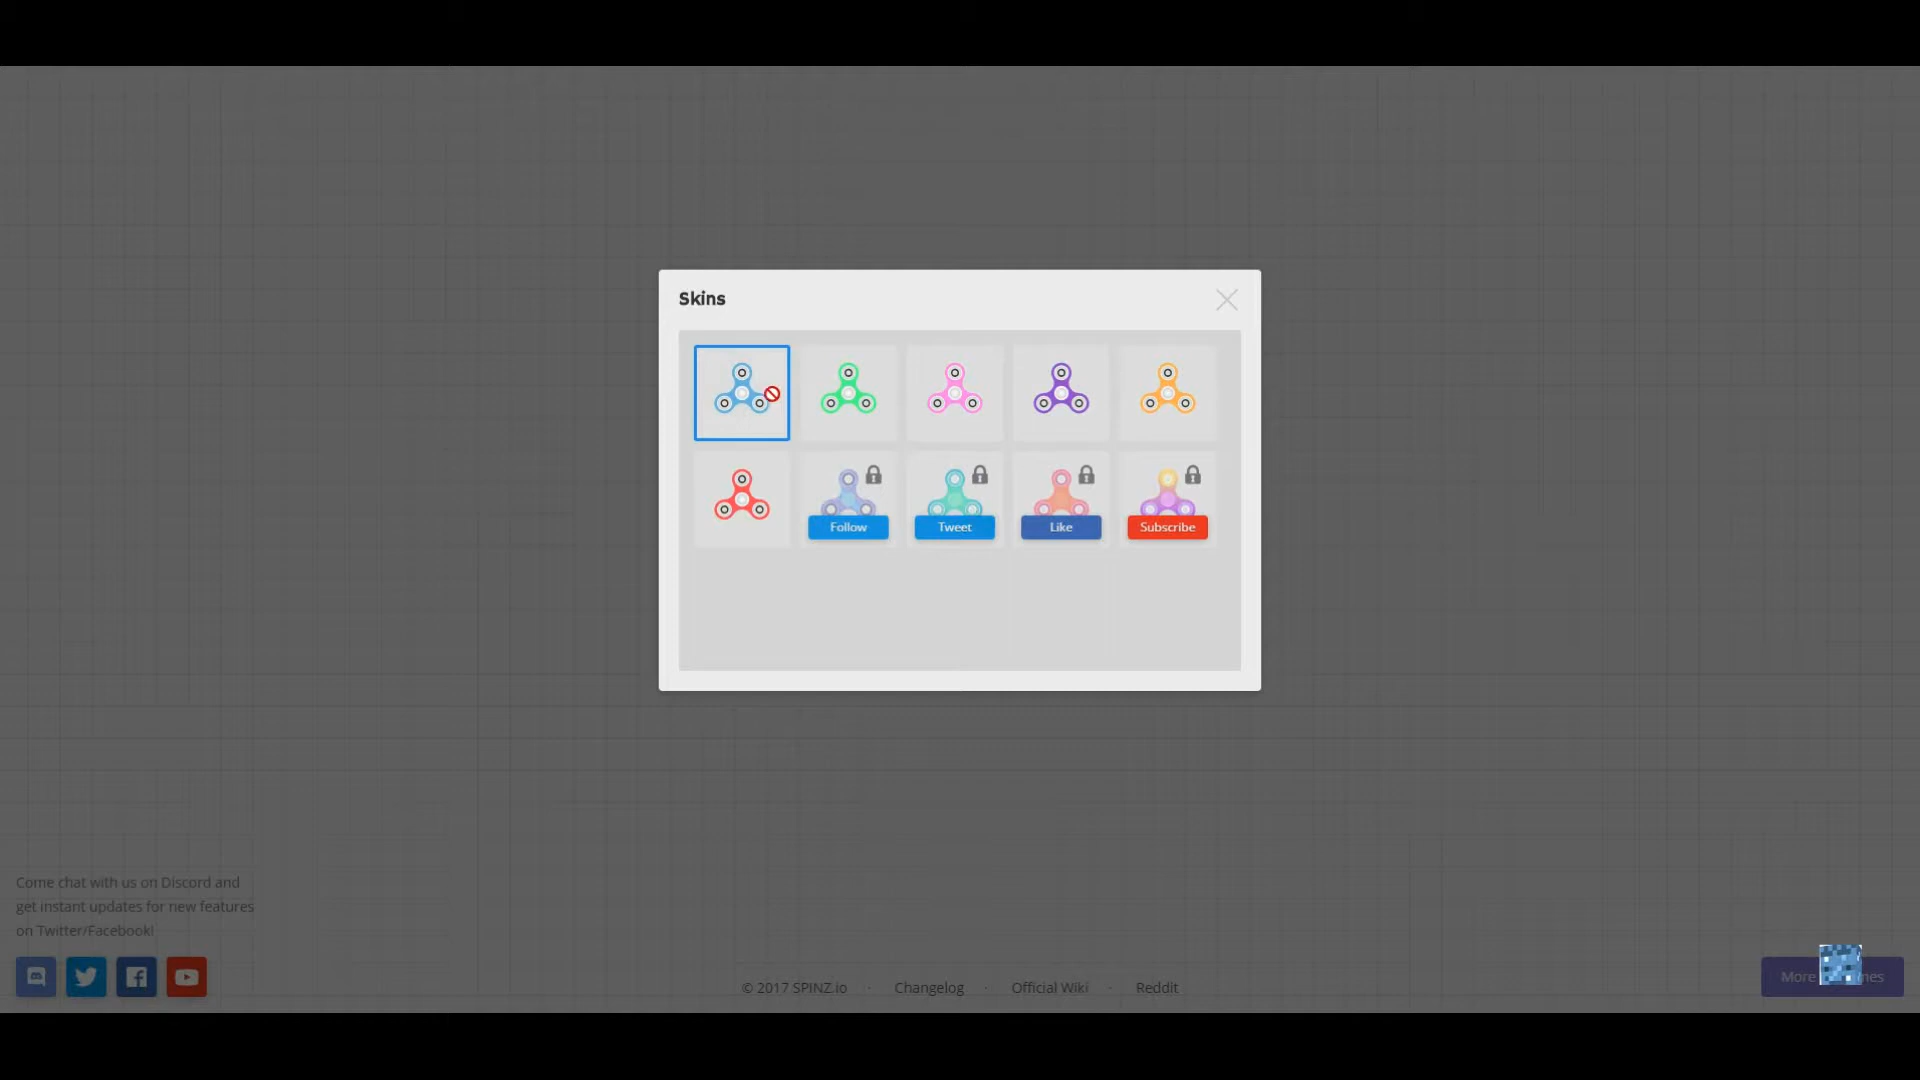 Skins
Follow
Tweet
Like
Subscribe
Come chat with us on Discord and
get instant updates for new features
on Twitter/Facebook!
© 2017 SPINZ.io · Changelog · Official Wiki · Reddit
More